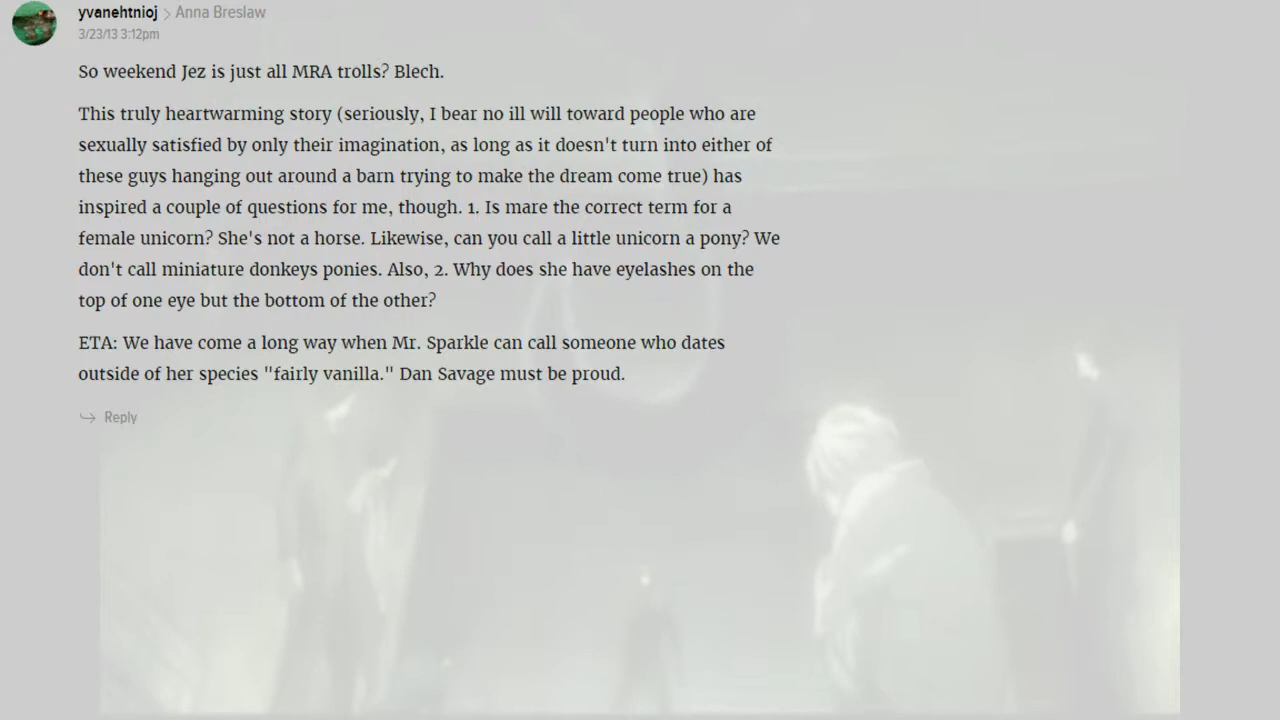 yvanehtnioj > Anna Breslaw
3/23/13 3:12pm
So weekend Jez is just all MRA trolls? Blech.
This truly heartwarming story (seriously, I bear no ill will toward people who are
sexually satisfied by only their imagination, as long as it doesn't turn into either of
these guys hanging out around a barn trying to make the dream come true) has
inspired a couple of questions for me, though. 1. Is mare the correct term for a
female unicorn? She's not a horse. Likewise, can you call a little unicorn a pony? We
don't call miniature donkeys ponies. Also, 2. Why does she have eyelashes on the
top of one eye but the bottom of the other?
ETA: We have come a long way when Mr. Sparkle can call someone who dates
outside of her species "fairly vanilla." Dan Savage must be proud.
Reply